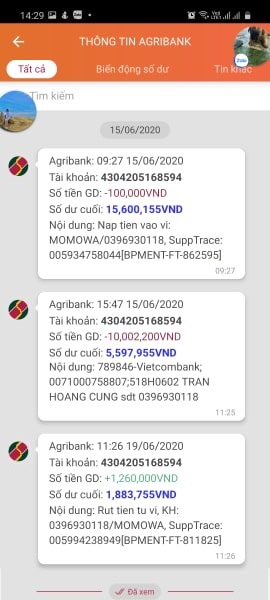 14:29
THÔNG TIN AGRIBANK
Tất cả
Biến động số dư
Tin khác
Zalo
Tìm kiếm
15/06/2020
Agribank: 09:27 15/06/2020
Tài khoản: 4304205168594
Số tiền GD: -100,000VND
Số dư cuối: 15,600,155VND
Nội dung: Nap tien vao vi:
MOMOWA/0396930118, SuppTrace:
005934758044[BPMENT-FT-862595]
09:27
Agribank: 15:47 15/06/2020
Tài khoản: 4304205168594
Số tiền GD: -10,002,200VND
Số dư cuối: 5,597,955VND
Nội dung: 789846-Vietcombank;
0071000758807;518H0602 TRAN
HOANG CUNG sdt 0396930118
11:25
Agribank: 11:26 19/06/2020
Tài khoản: 4304205168594
Số tiền GD: +1,260,000VND
Số dư cuối: 1,883,755VND
Nội dung: Rut tien tu vi, KH:
0396930118/MOMOWA, SuppTrace:
005994238949[BPMENT-FT-811825]
11:26
Đã xem